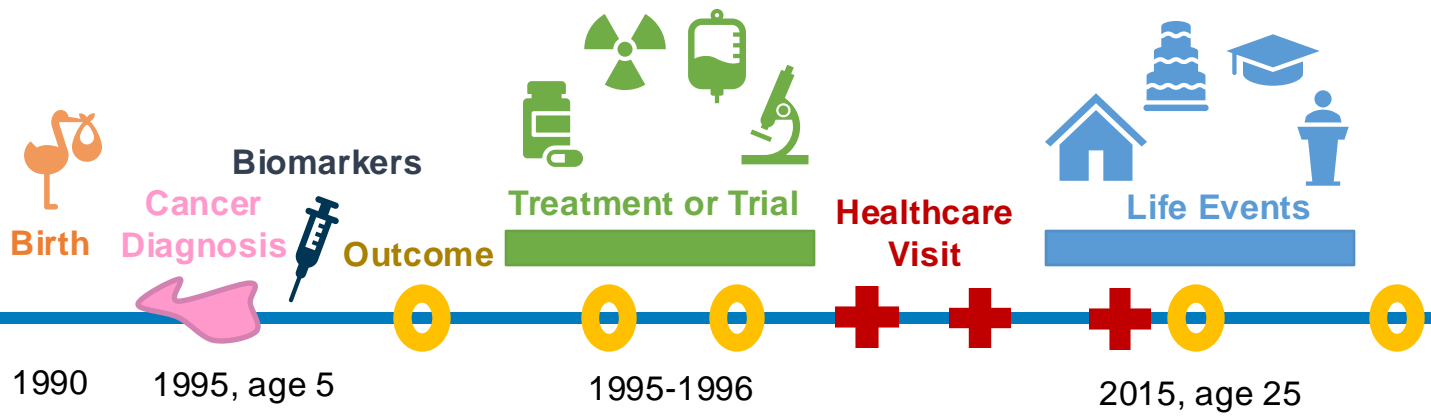 Birth
Cancer
Diagnosis
Biomarkers
Outcome
Treatment or Trial
Healthcare
Visit
Life Events
1990
1995, age 5
1995-1996
2015, age 25